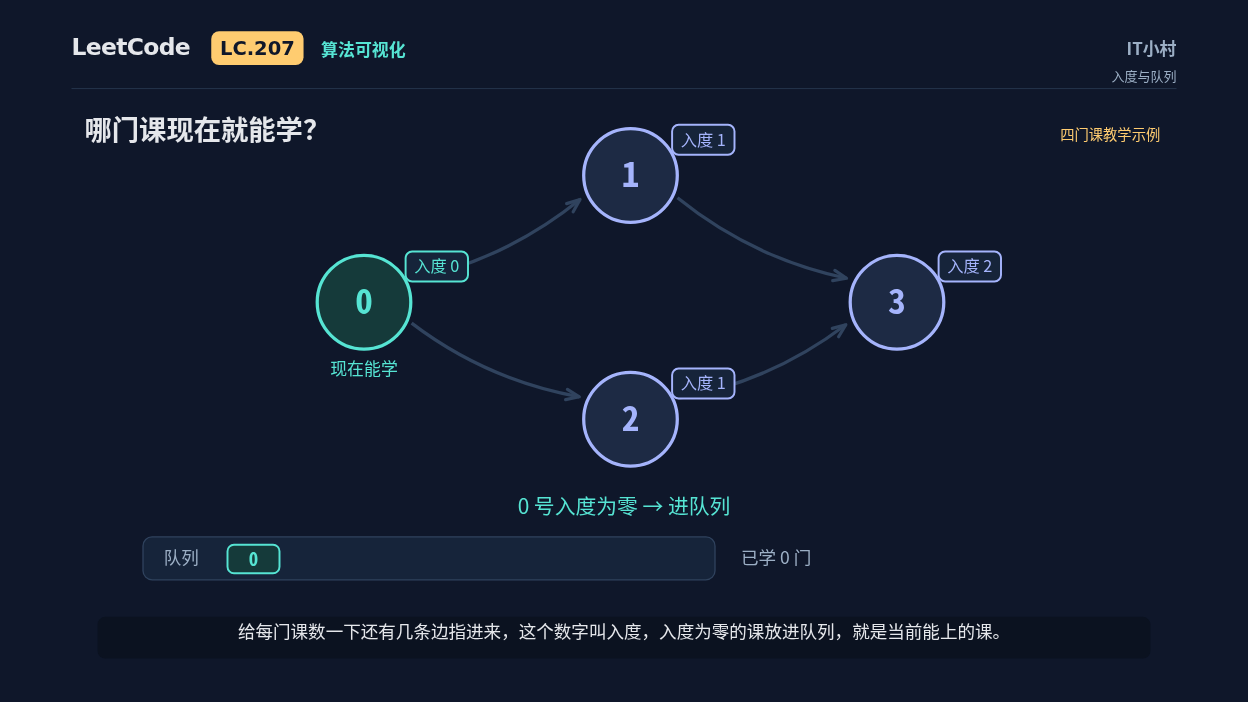 LeetCode LC.207 算法可视化
IT小村
入度与队列
哪门课现在就能学?
四门课教学示例
1
入度 1
0
入度 0
现在能学
3
入度 2
2
入度 1
0 号入度为零 → 进队列
队列 0 已学 0 门
给每门课数一下还有几条边指进来，这个数字叫入度，入度为零的课放进队列，就是当前能上的课。